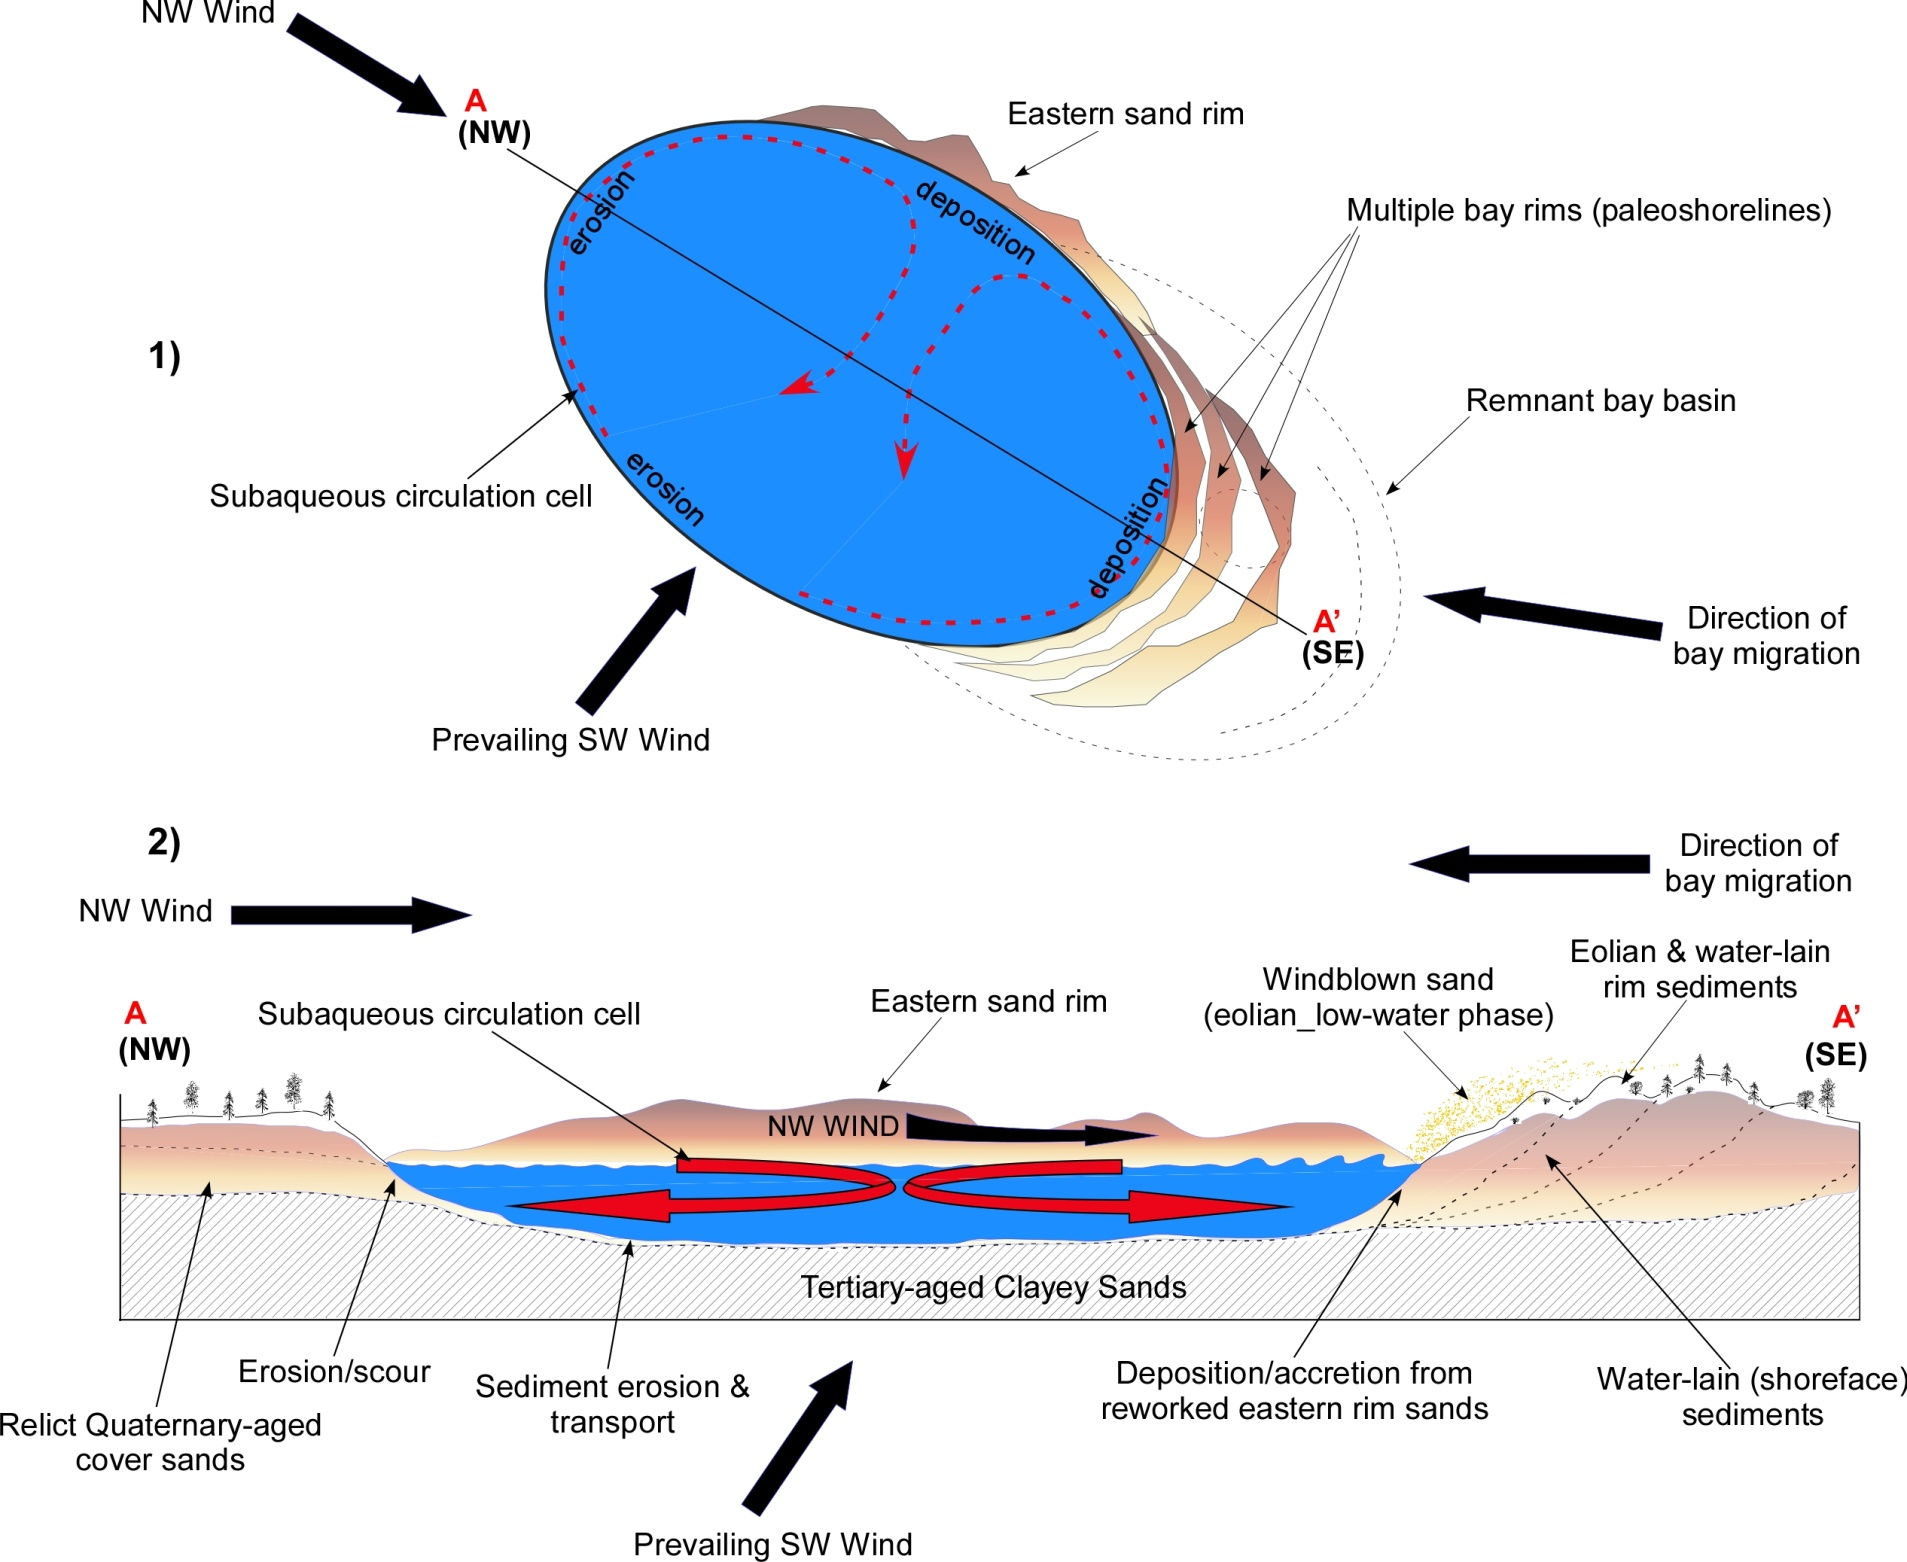 NW Wind
A
(NW)
Eastern sand rim
erosion
deposition
Multiple bay rims (paleoshorelines)
1)
Remnant bay basin
Subaqueous circulation cell
erosion
deposition
A’
(SE)
Direction of
bay migration
Prevailing SW Wind
2)
Direction of
bay migration
NW Wind
Eolian & water-lain
rim sediments
Windblown sand
(eolian_low-water phase)
A
(NW)
Subaqueous circulation cell
Eastern sand rim
A’
(SE)
NW WIND
Tertiary-aged Clayey Sands
Erosion/scour
Sediment erosion &
transport
Deposition/accretion from
reworked eastern rim sands
Water-lain (shoreface)
sediments
Relict Quaternary-aged
cover sands
Prevailing SW Wind